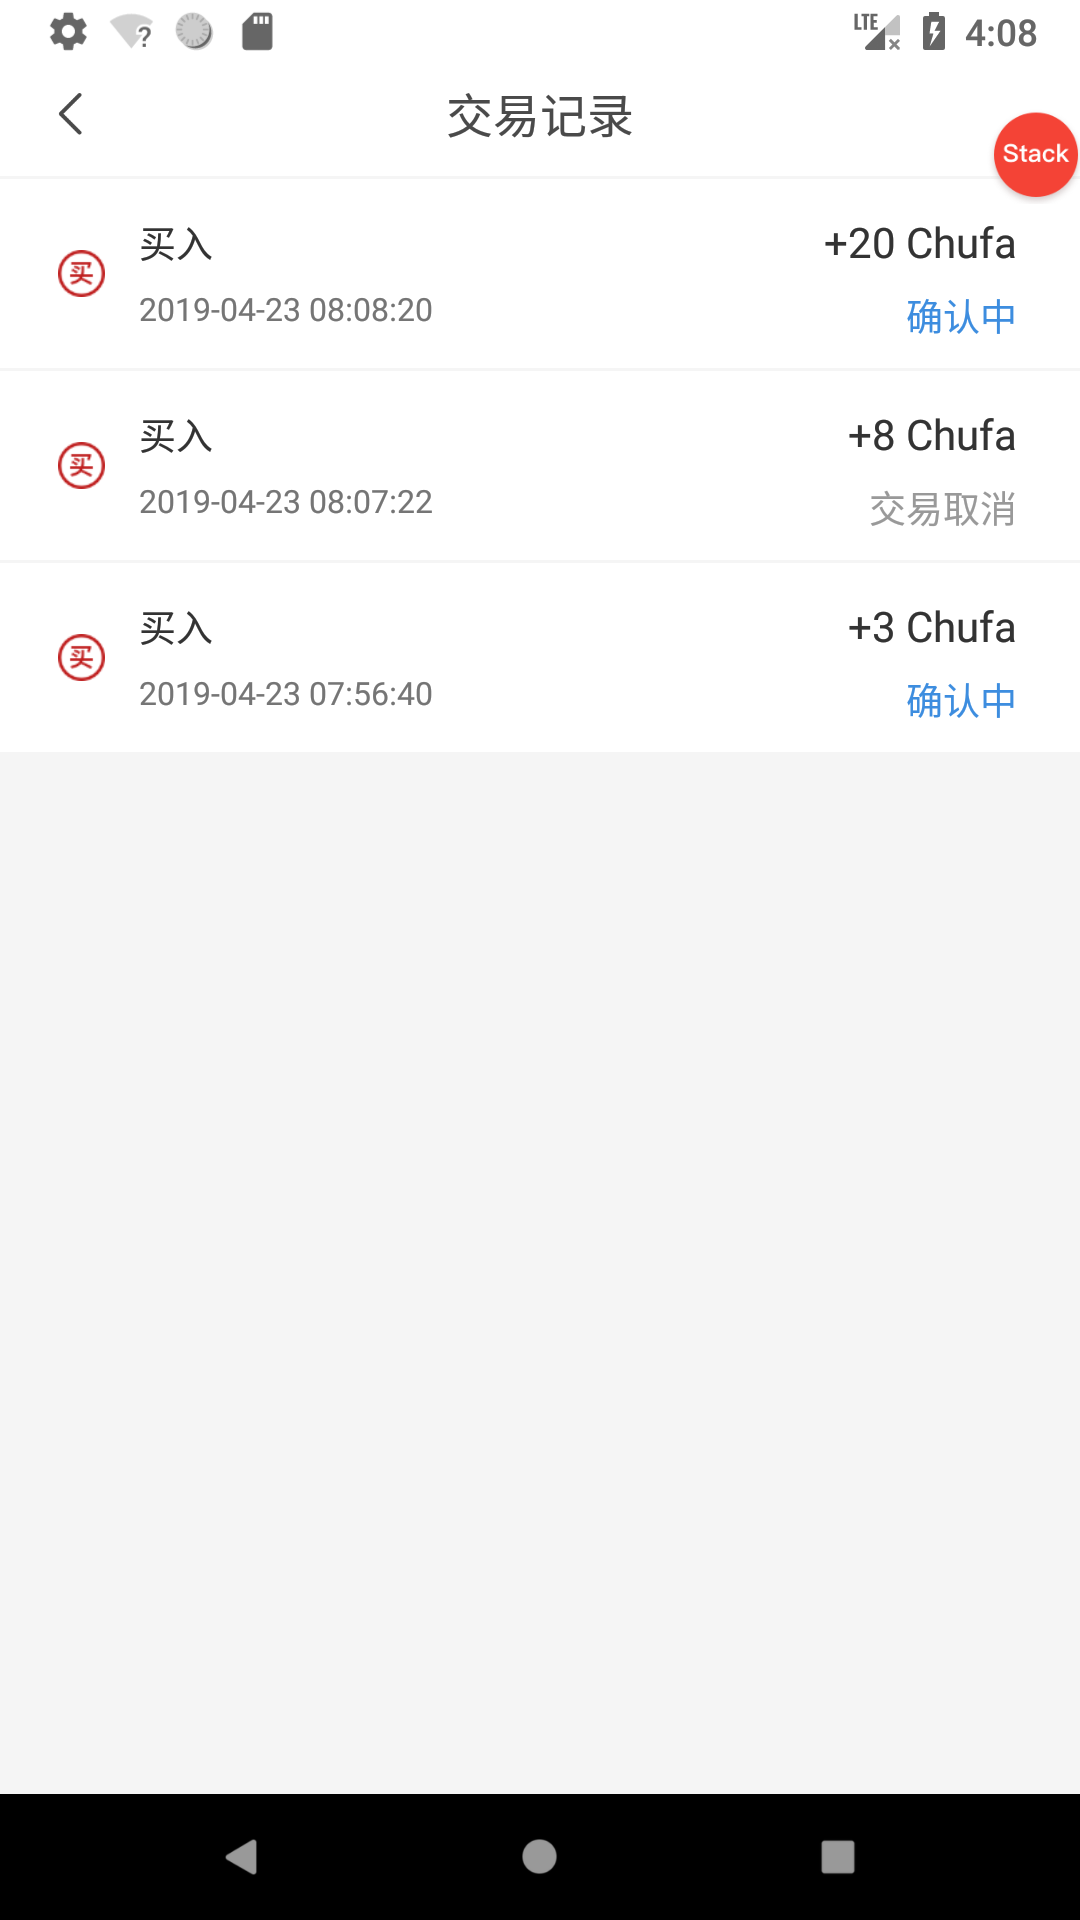 LTE 4:08
交易记录
Stack
买 买入 +20 Chufa
2019-04-23 08:08:20 确认中
买 买入 +8 Chufa
2019-04-23 08:07:22 交易取消
买 买入 +3 Chufa
2019-04-23 07:56:40 确认中